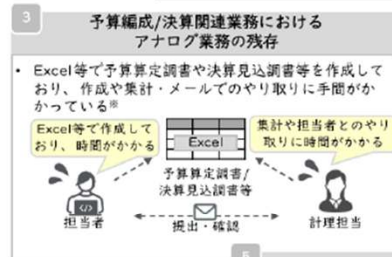 3
予算編成/決算関連業務における
アナログ業務の残存
• Excel等で予算算定調書や決算見込調書等を作成して
おり、作成や集計・メールでのやり取りに手間がか
かっている※
Excel等で作成して
おり、時間がかかる
Excel
集計や担当者とのやり
取りに時間がかかる
予算算定調書/
決算見込調書等
</>
担当者
提出・確認
計理担当
5